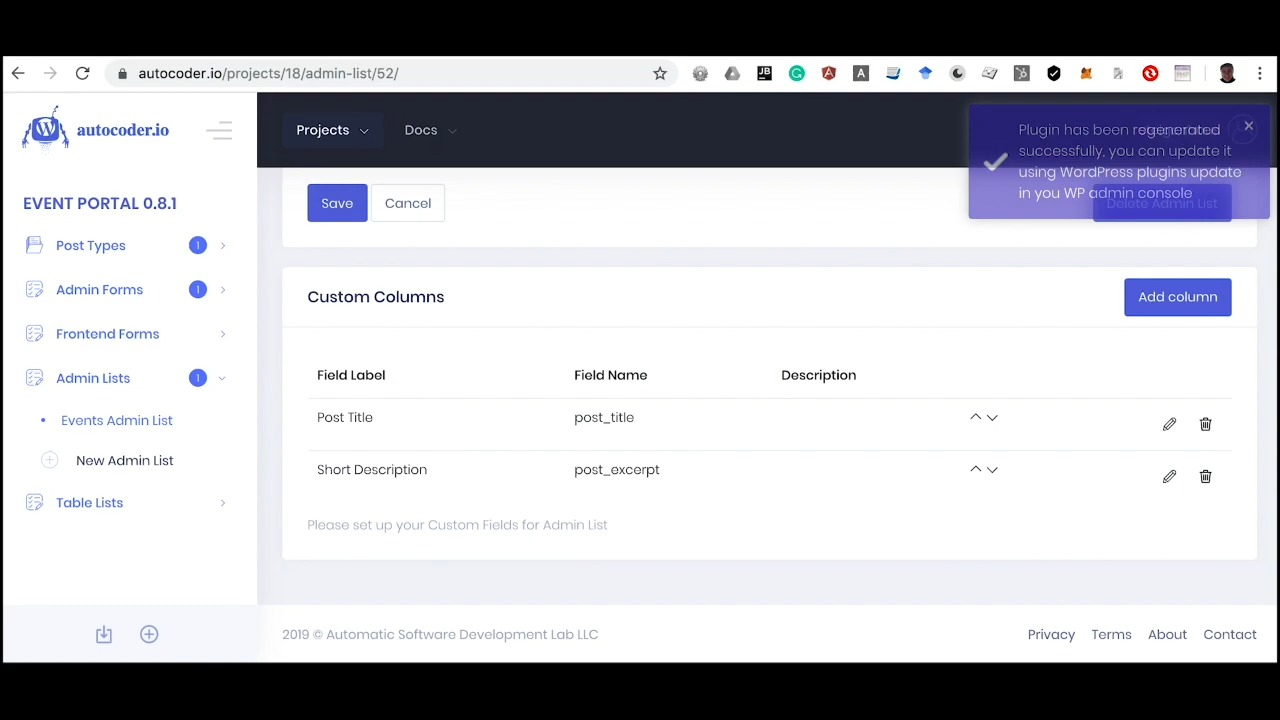 autocoder.io/projects/18/admin-list/52/
autocoder.io
Projects
Docs
Plugin has been regenerated
successfully, you can update it
using WordPress plugins update
in you WP admin console
EVENT PORTAL 0.8.1
Save
Cancel
Delete Admin List
Post Types
1
Admin Forms
1
Frontend Forms
Admin Lists
1
Events Admin List
New Admin List
Table Lists
Custom Columns
Add column
Field Label
Field Name
Description
Post Title
post_title
Short Description
post_excerpt
Please set up your Custom Fields for Admin List
2019 © Automatic Software Development Lab LLC
Privacy
Terms
About
Contact